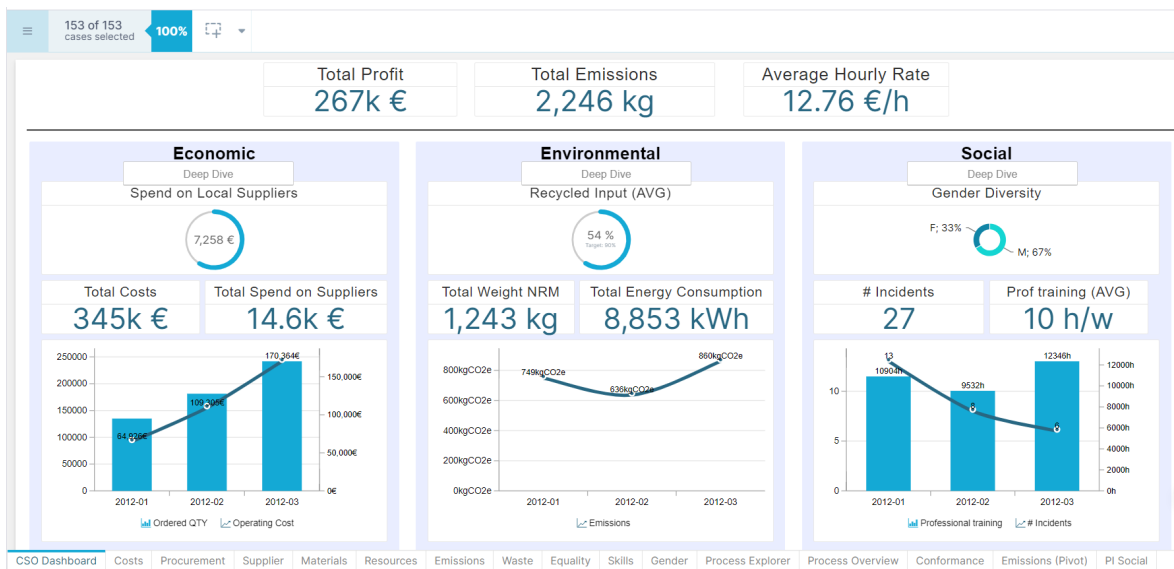 153 of 153
cases selected
100%
Total Profit
267k €
Total Emissions
2,246 kg
Average Hourly Rate
12.76 €/h
Economic
Deep Dive
Spend on Local Suppliers
7,258 €
Total Costs
345k €
Total Spend on Suppliers
14.6k €
250000
200000
150000
100000
50000
0
150,000€
100,000€
50,000€
0€
64,926€
170,364€
2012-01
2012-02
2012-03
Ordered QTY
Operating Cost
Environmental
Deep Dive
Recycled Input (AVG)
54 %
Target: 90%
Total Weight NRM
1,243 kg
Total Energy Consumption
8,853 kWh
800kgCO2e
600kgCO2e
400kgCO2e
200kgCO2e
0kgCO2e
749kgCO2e
636kgCO2e
860kgCO2e
2012-01
2012-02
2012-03
Emissions
Social
Deep Dive
Gender Diversity
F; 33%
M; 67%
# Incidents
27
Prof training (AVG)
10 h/w
10
5
0
12000h
10000h
8000h
6000h
4000h
2000h
0h
13
10904h
9532h
8
12346h
6
2012-01
2012-02
2012-03
Professional training
# Incidents
CSO Dashboard
Costs
Procurement
Supplier
Materials
Resources
Emissions
Waste
Equality
Skills
Gender
Process Explorer
Process Overview
Conformance
Emissions (Pivot)
PI Social